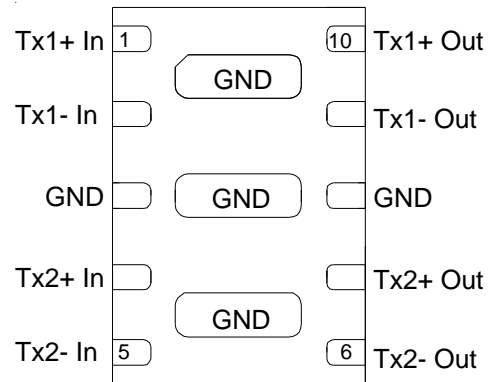 Tx1+ In 1 10 Tx1+ Out
GND
Tx1- In Tx1- Out
GND GND GND
Tx2+ In Tx2+ Out
GND
Tx2- In 5 6 Tx2- Out